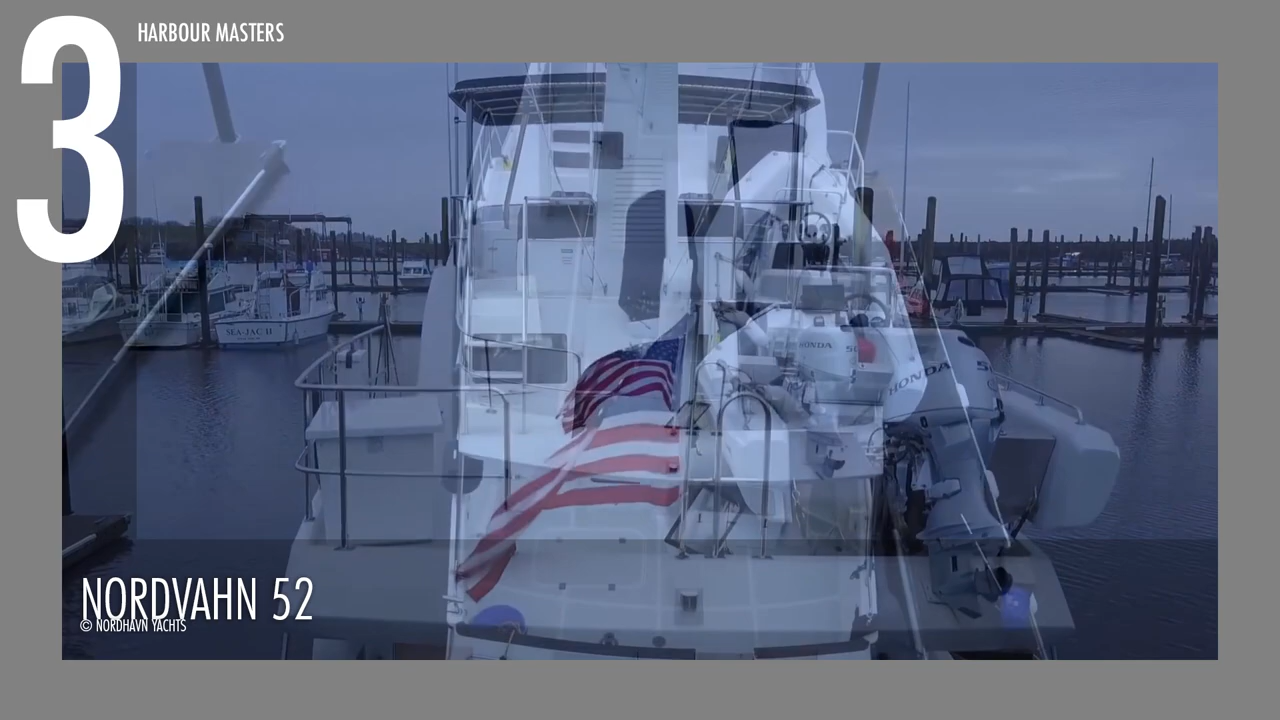 3
HARBOUR MASTERS
SEA-JAC II
HONDA
HONDA
NORDVAHN 52
© NORDHAVN YACHTS